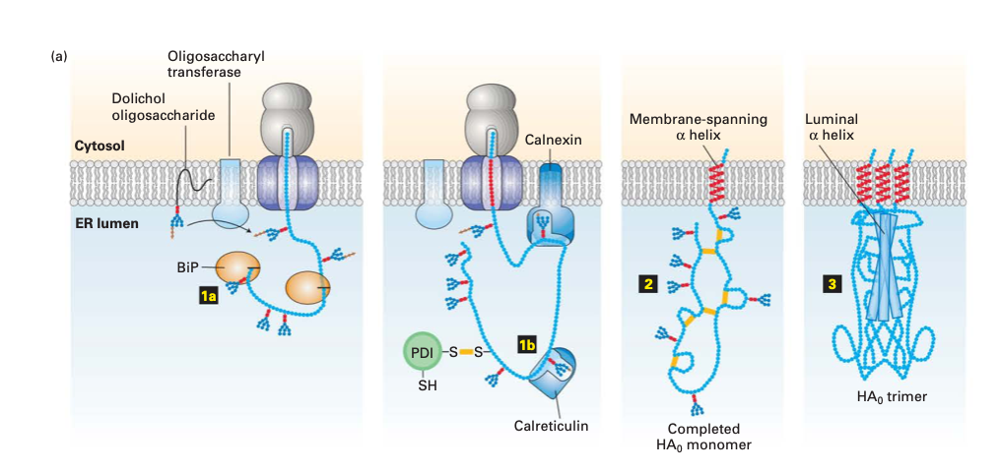 (a)
Oligosaccharyl
transferase
Dolichol
oligosaccharide
Cytosol
ER lumen
BiP
1a
Calnexin
PDI
S
S
SH
1b
Calreticulin
Membrane-spanning
α helix
2
Completed
HA₀ monomer
Luminal
α helix
3
HA₀ trimer